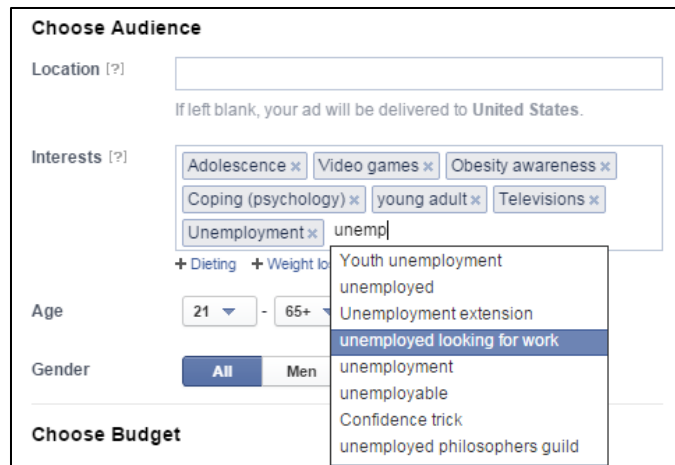 Choose Audience
Location [?]
If left blank, your ad will be delivered to United States.
Interests [?]
Adolescence × Video games × Obesity awareness ×
Coping (psychology) × young adult × Televisions ×
Unemployment × unemp
+ Dieting + Weight lo
Youth unemployment
unemployed
Unemployment extension
unemployed looking for work
unemployment
unemployable
Confidence trick
unemployed philosophers guild
Age 21 - 65+
Gender All Men
Choose Budget